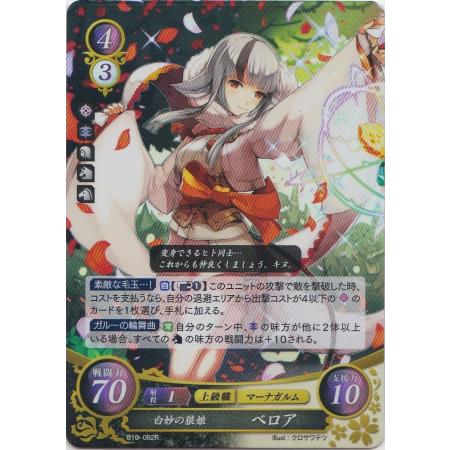 4
3
変身できるヒト同士…
これからも仲良くしましょう、キヌ。
素敵な毛玉…! 自 【 1】このユニットの攻撃で敵を撃破した時、
コストを支払うなら、自分の退避エリアから出撃コストが4以下の
のカードを1枚選び、手札に加える。
ガルーの輪舞曲 常 自分のターン中、 の味方が他に2体以上
いる場合、すべての の味方の戦闘力は+10される。
戦闘力
70
射程 1
上級職
マーナガルム
支援力
10
白妙の狼娘 ベロア
B10-082R
Illust:クロサワテツ